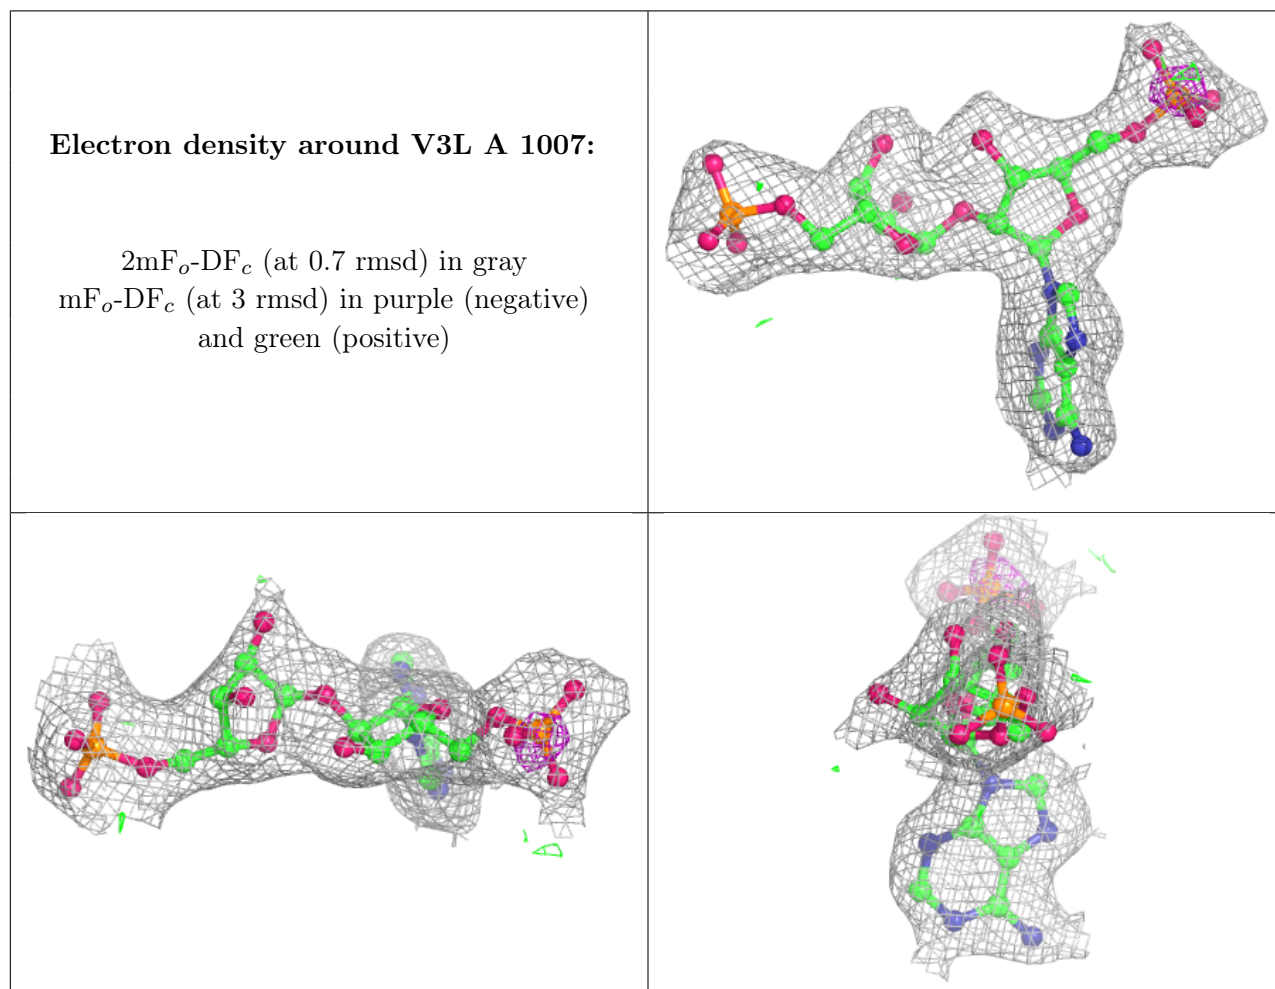 Electron density around V3L A 1007:
2mFo-DFc (at 0.7 rmsd) in gray
mFo-DFc (at 3 rmsd) in purple (negative)
and green (positive)